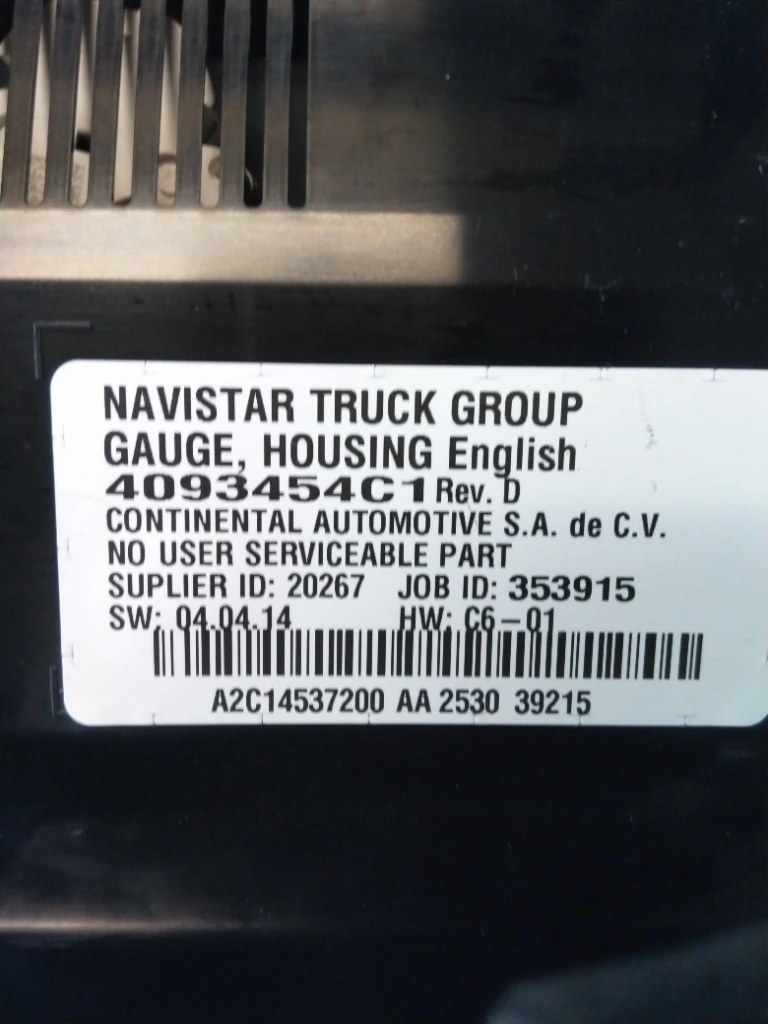 NAVISTAR TRUCK GROUP
GAUGE, HOUSING English
4093454C1 Rev. D
CONTINENTAL AUTOMOTIVE S.A. de C.V.
NO USER SERVICEABLE PART
SUPLIER ID: 20267 JOB ID: 353915
SW: 04.04.14 HW: C6-01
A2C14537200 AA 2530 39215